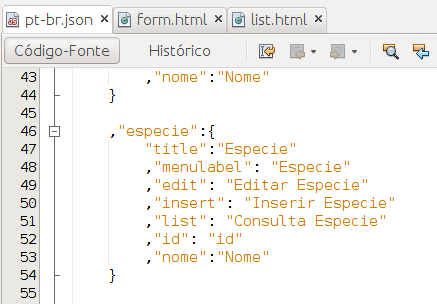 pt-br.json form.html list.html
Código-Fonte Histórico
43 ,"nome":"Nome"
44 }
45
46 ,"especie":{
47 "title":"Especie"
48 ,"menulabel": "Especie"
49 ,"edit": "Editar Especie"
50 ,"insert": "Inserir Especie"
51 ,"list": "Consulta Especie"
52 ,"id": "id"
53 ,"nome":"Nome"
54 }
55